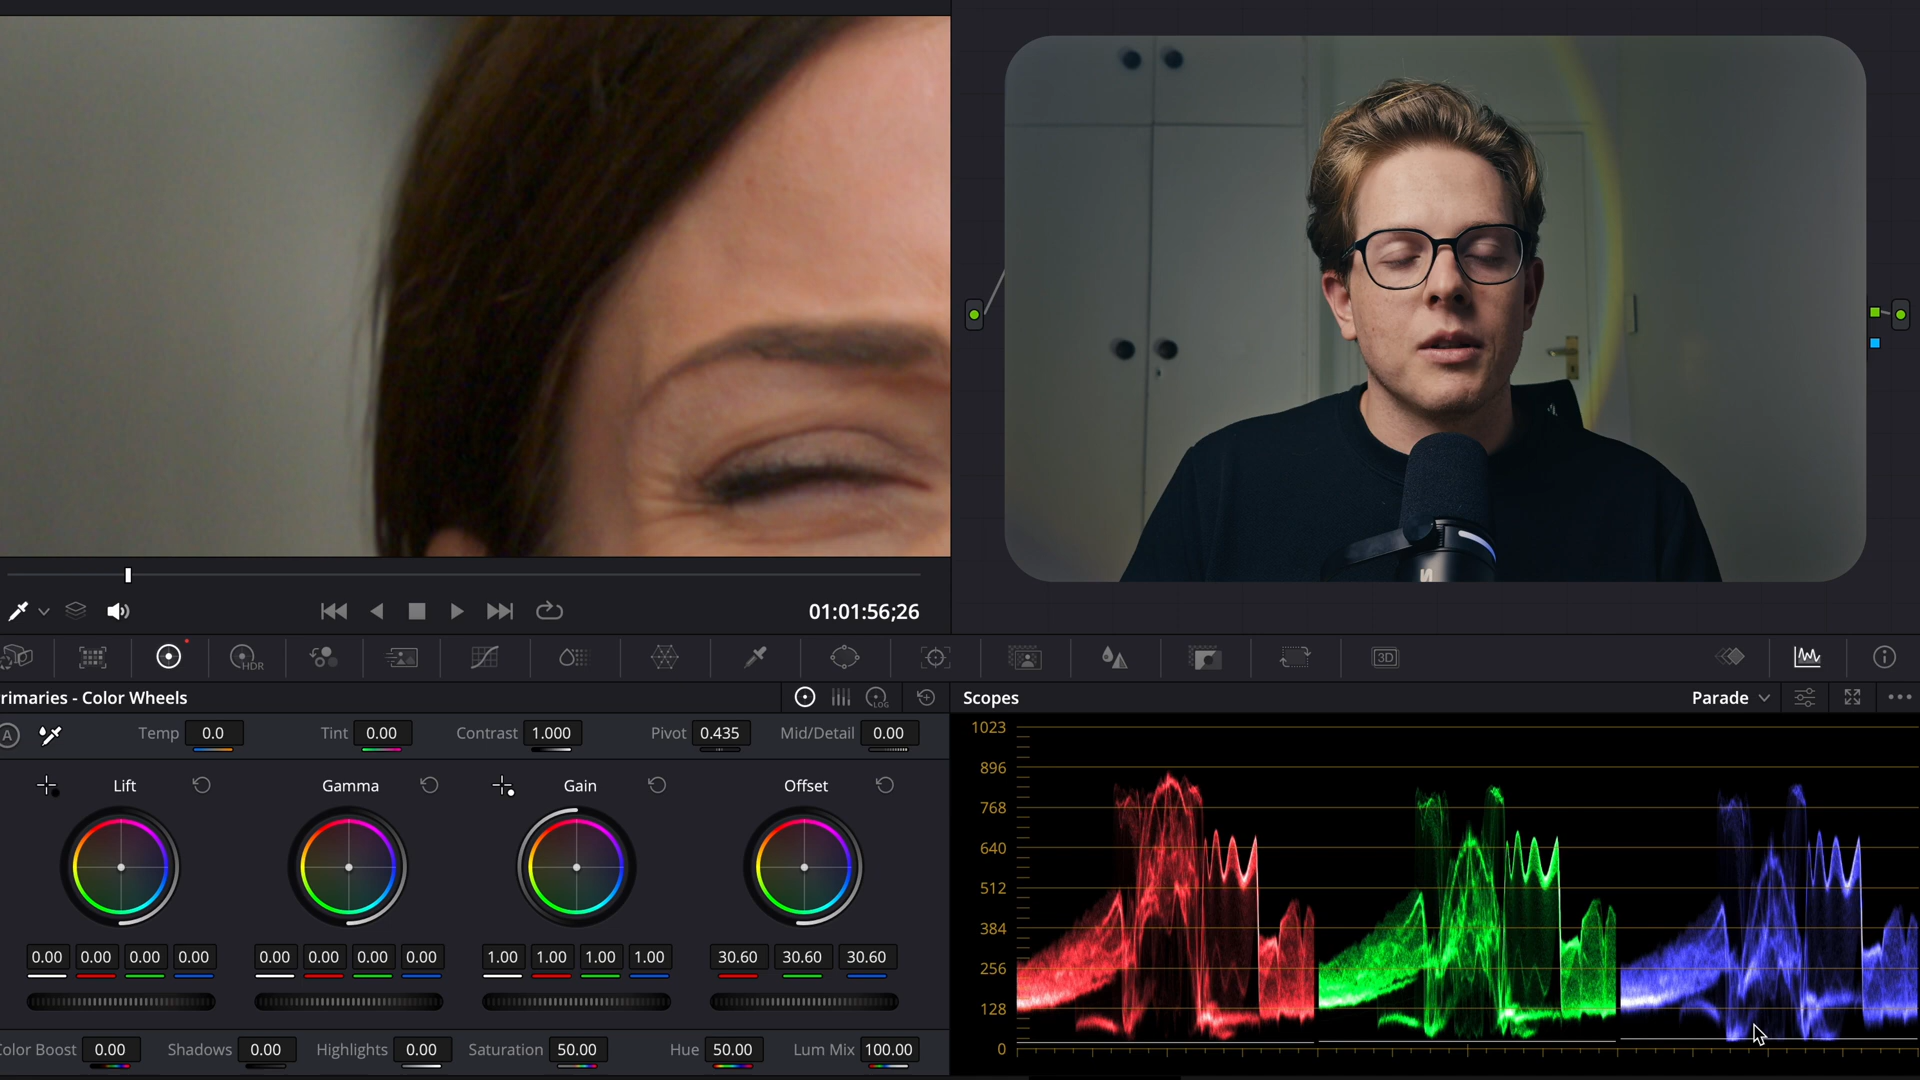 01:01:56;26
HDR
3D
rimaries - Color Wheels
LOG
Scopes
Parade
A
Temp 0.0
Tint 0.00
Contrast 1.000
Pivot 0.435
Mid/Detail 0.00
Lift
Gamma
Gain
Offset
0.00 0.00 0.00 0.00
0.00 0.00 0.00 0.00
1.00 1.00 1.00 1.00
30.60 30.60 30.60
olor Boost 0.00
Shadows 0.00
Highlights 0.00
Saturation 50.00
Hue 50.00
Lum Mix 100.00
1023
896
768
640
512
384
256
128
0